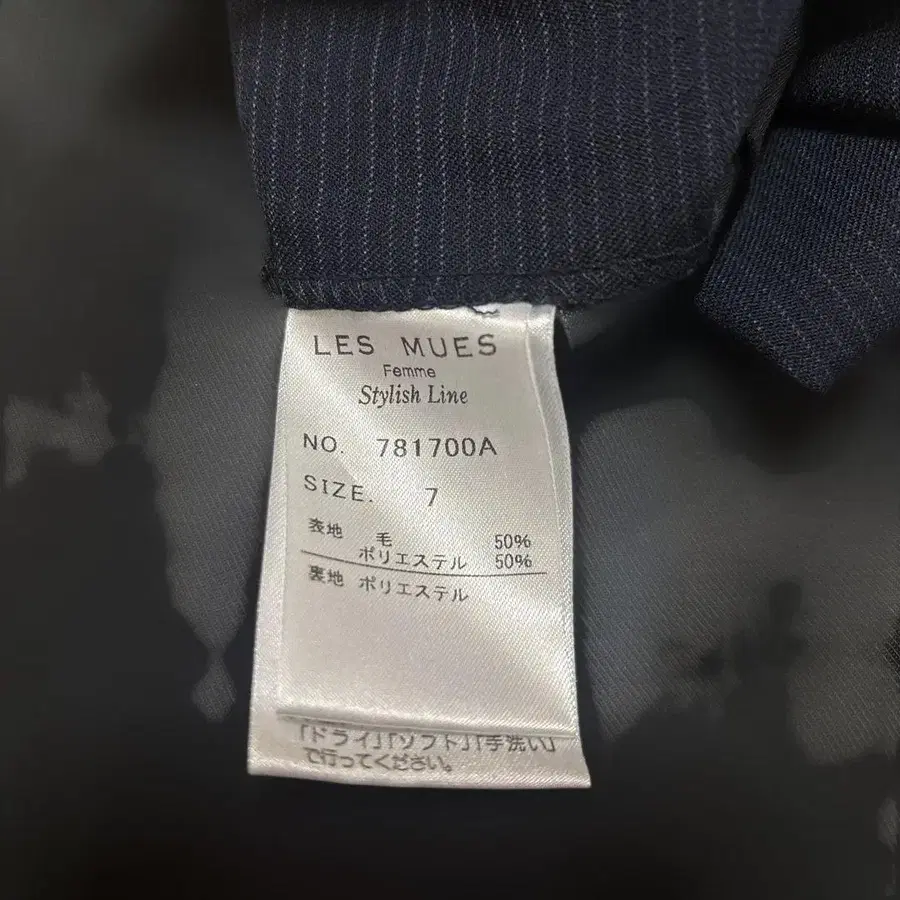 LES MUES
Femme
Stylish Line
NO. 781700A
SIZE. 7
表地 毛 50%
ポリエステル 50%
裏地 ポリエステル
「ドライ」「ソフト」「手洗い」
で行ってください。